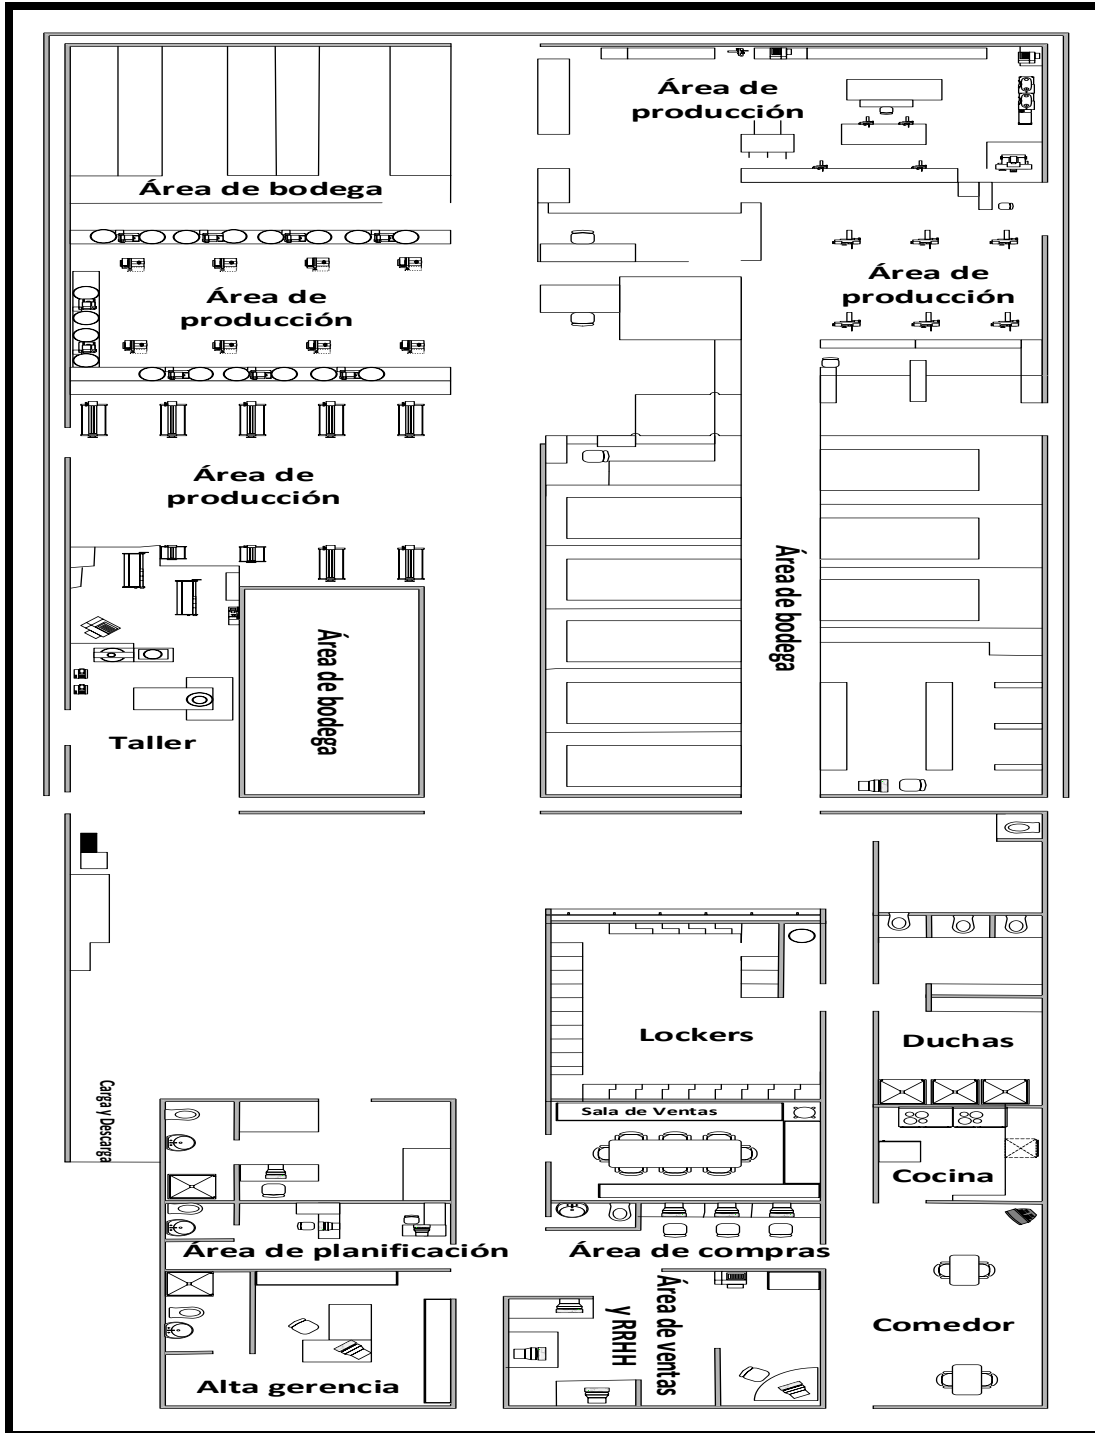 Área de
producción
Área de bodega
Área de
producción
Área de
producción
Área de
producción
Área de bodega
Área de bodega
Taller
Lockers
Duchas
Carga y Descarga
Sala de Ventas
Cocina
Área de planificación
Área de compras
Área de ventas
y RRHH
Comedor
Alta gerencia